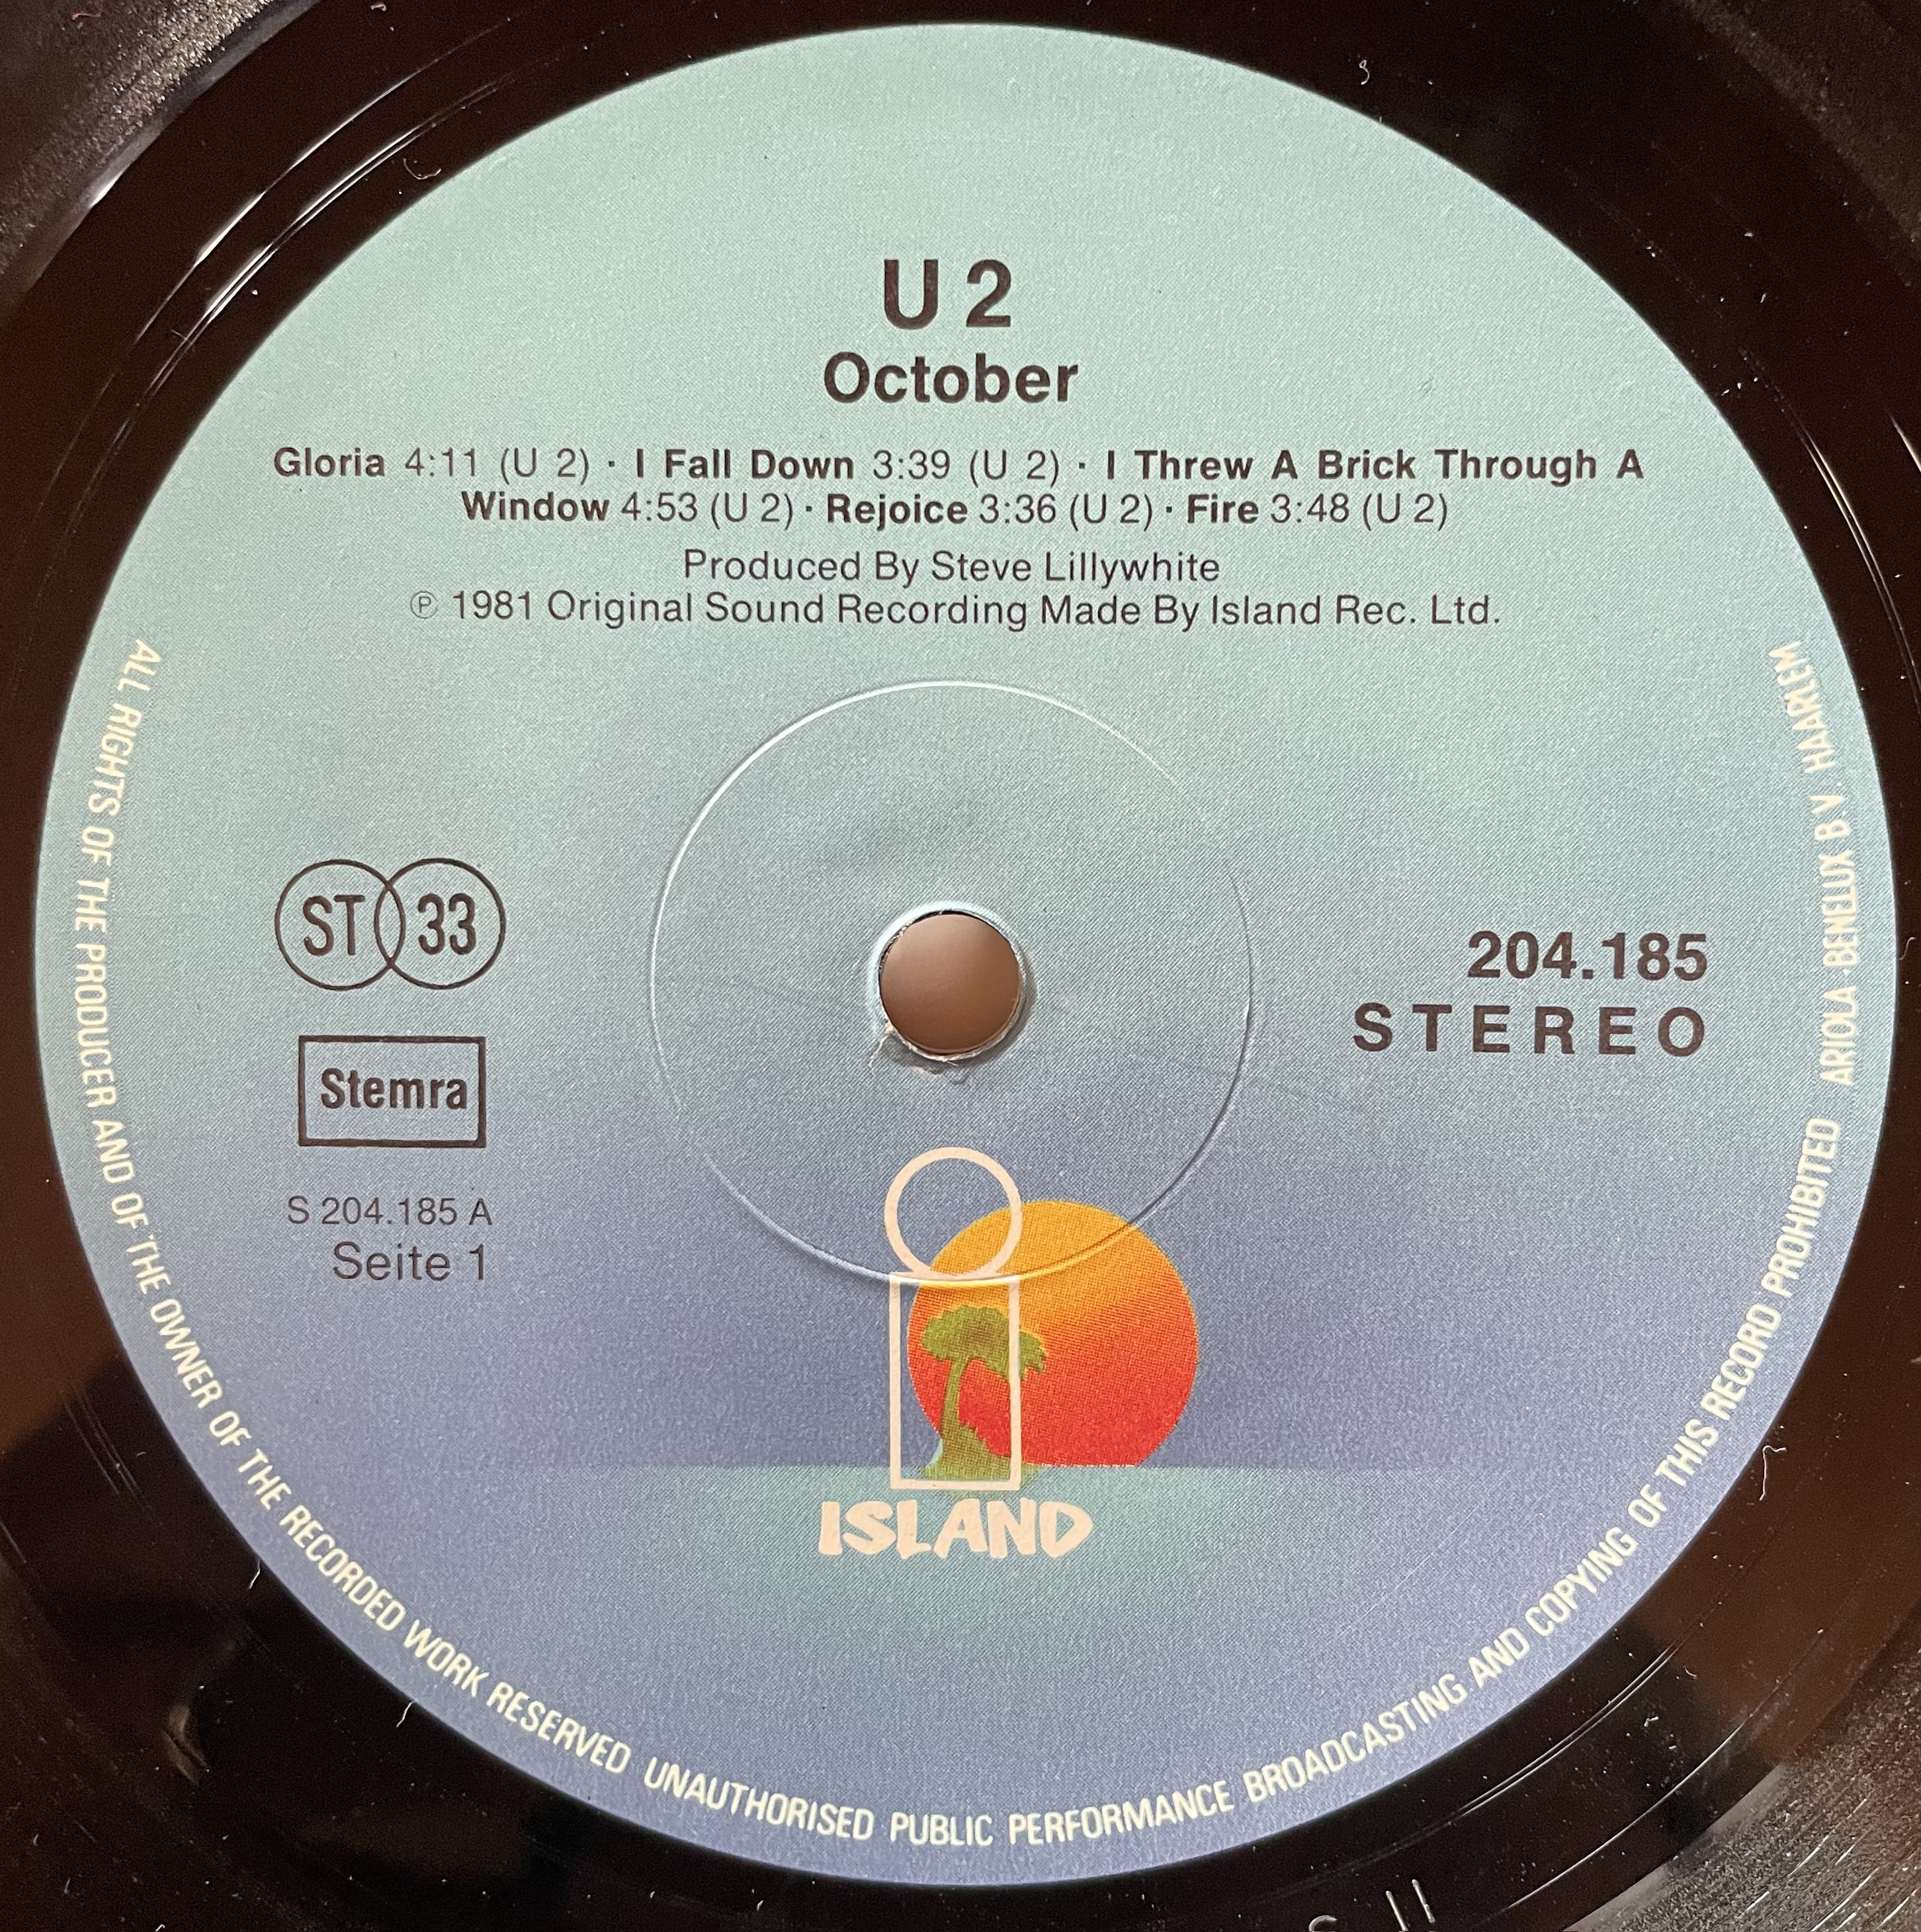 U 2
October
Gloria 4:11 (U 2) · I Fall Down 3:39 (U 2) · I Threw A Brick Through A
Window 4:53 (U 2) · Rejoice 3:36 (U 2) · Fire 3:48 (U 2)
Produced By Steve Lillywhite
℗ 1981 Original Sound Recording Made By Island Rec. Ltd.
ST 33
Stemra
S 204.185 A
Seite 1
204.185
STEREO
ISLAND
ALL RIGHTS OF THE PRODUCER AND OF THE OWNER OF THE RECORDED WORK RESERVED UNAUTHORISED PUBLIC PERFORMANCE BROADCASTING AND COPYING OF THIS RECORD PROHIBITED ARIOLA-BENELUX B.V. HAARLEM